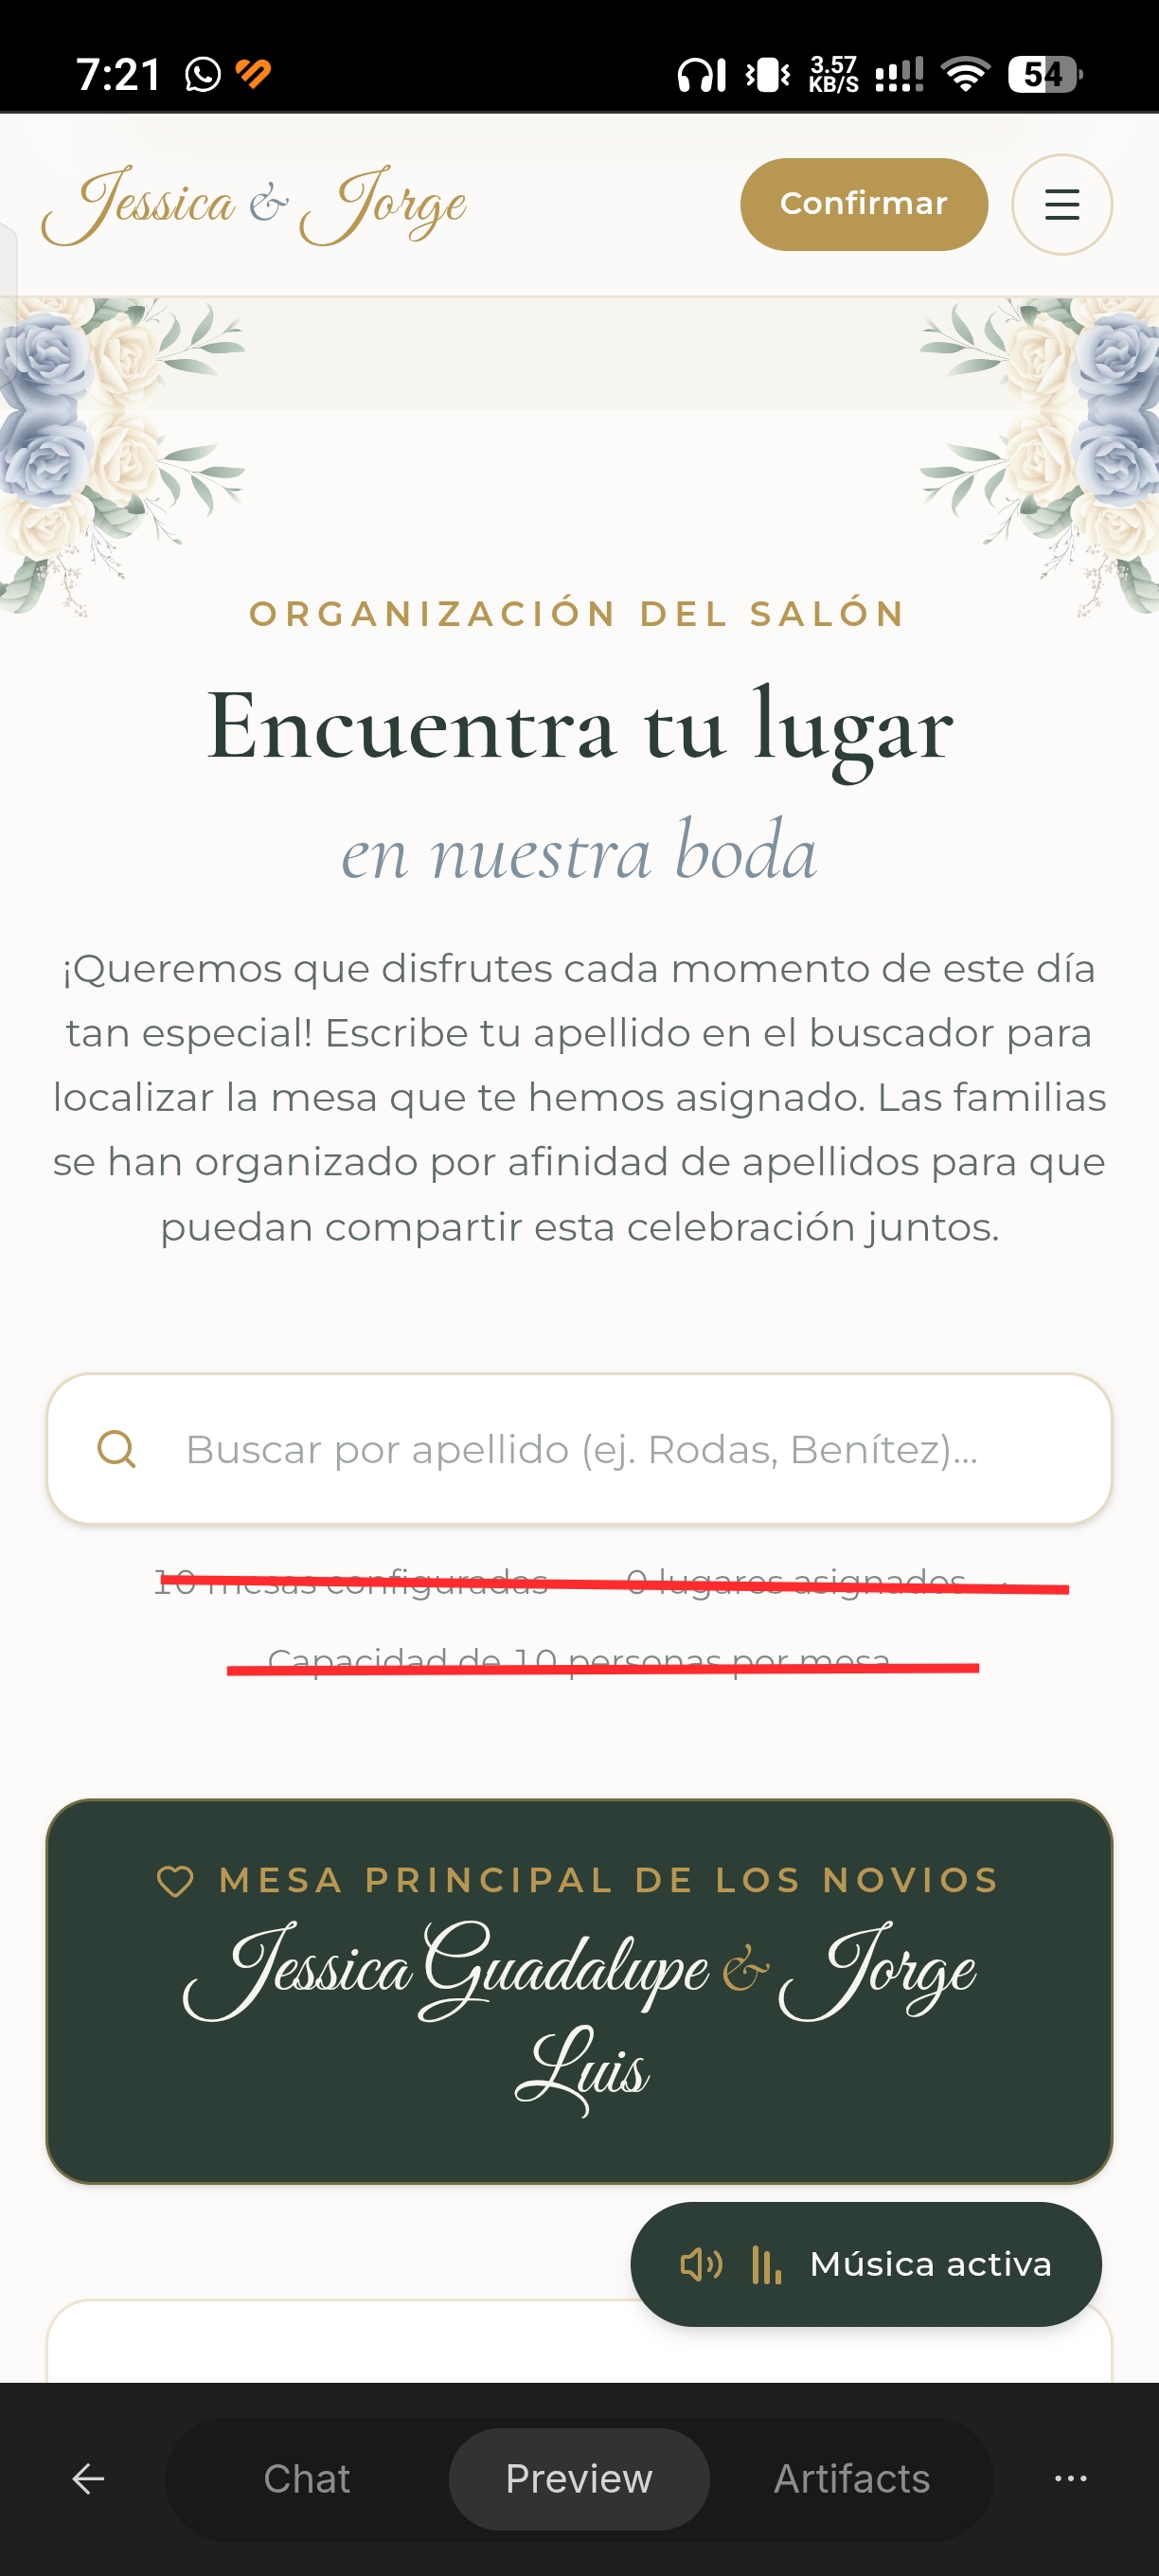 7:21
3.57
KB/S
54
Jessica & Jorge
Confirmar
ORGANIZACIÓN DEL SALÓN
Encuentra tu lugar
en nuestra boda
¡Queremos que disfrutes cada momento de este día
tan especial! Escribe tu apellido en el buscador para
localizar la mesa que te hemos asignado. Las familias
se han organizado por afinidad de apellidos para que
puedan compartir esta celebración juntos.
Buscar por apellido (ej. Rodas, Benítez)...
10 mesas configuradas 0 lugares asignados ·
Capacidad de 10 personas por mesa
MESA PRINCIPAL DE LOS NOVIOS
Jessica Guadalupe & Jorge
Luis
Música activa
Chat Preview Artifacts